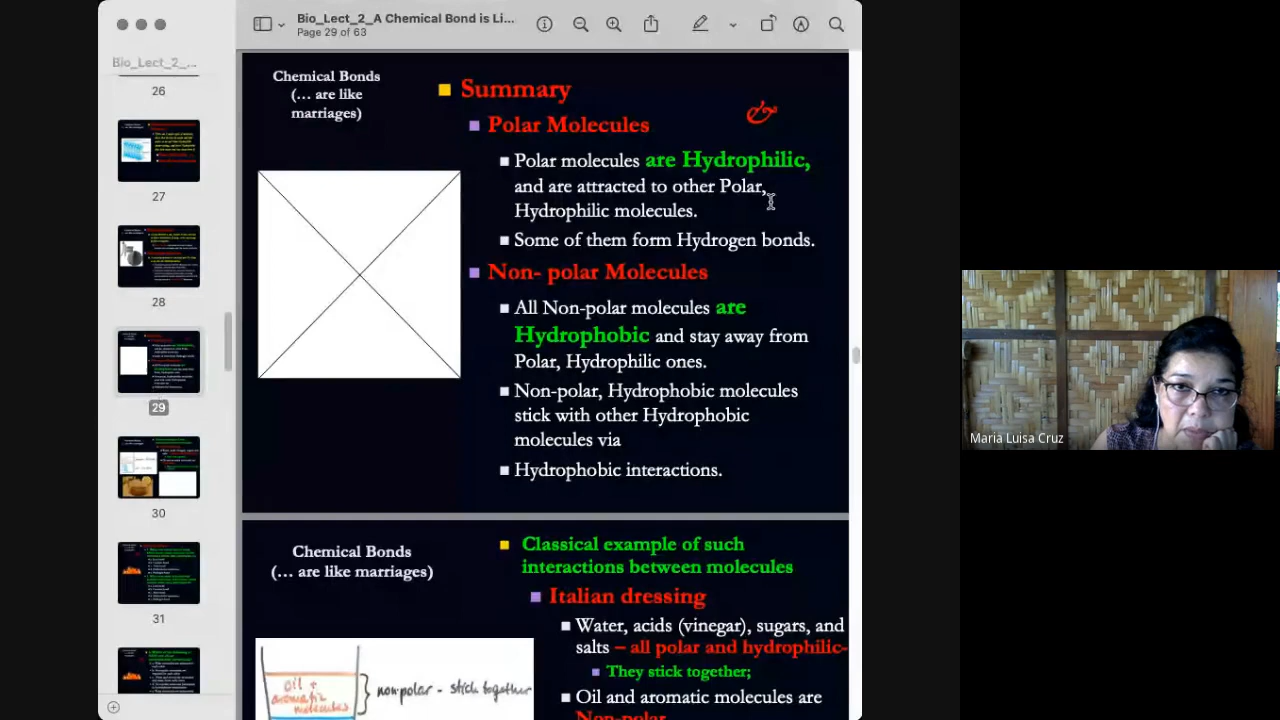 Bio_Lect_2_A Chemical Bond is Li...
Page 29 of 63
Bio_Lect_2_...
26
27
28
29
30
31
Chemical Bonds
(... are like
marriages)
Summary
Polar Molecules
Polar molecules are Hydrophilic,
and are attracted to other Polar,
Hydrophilic molecules.
Some of them form Hydrogen bonds.
Non- polar Molecules
All Non-polar molecules are
Hydrophobic and stay away from
Polar, Hydrophilic ones.
Non-polar, Hydrophobic molecules
stick with other Hydrophobic
molecules via
Hydrophobic interactions.
Chemical Bonds
(... are like marriages)
Classical example of such
interactions between molecules
Italian dressing
Water, acids (vinegar), sugars, and
salts – all polar and hydrophilic-
They stick together;
Oil and aromatic molecules are
Non-polar
oil +
aromatic
molecules
nonpolar - stick together
Maria Luisa Cruz